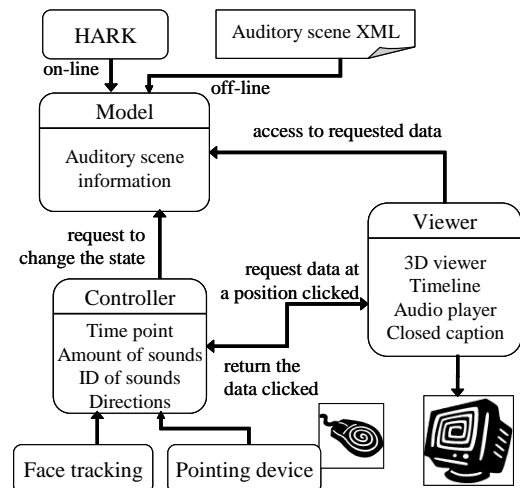 HARK
Auditory scene XML
on-line
off-line
Model
Auditory scene
information
access to requested data
request to
change the state
Viewer
3D viewer
Timeline
Audio player
Closed caption
request data at
a position clicked
Controller
Time point
Amount of sounds
ID of sounds
Directions
return the
data clicked
Face tracking
Pointing device